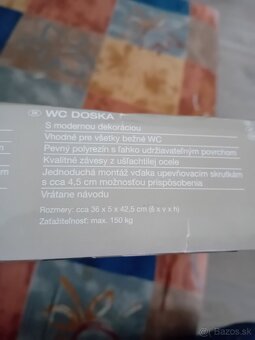 SK WC DOSKA
S modernou dekoráciou
Vhodné pre všetky bežné WC
Pevný polyrezín s ľahko udržiavateľným povrchom
Kvalitné závesy z ušľachtilej ocele
Jednoduchá montáž vďaka upevňovacím skrutkám
s cca 4,5 cm možnosťou prispôsobenia
Vrátane návodu
Rozmery: cca 36 x 5 x 42,5 cm (š x v x h)
Zaťažiteľnosť: max. 150 kg
bazos.sk